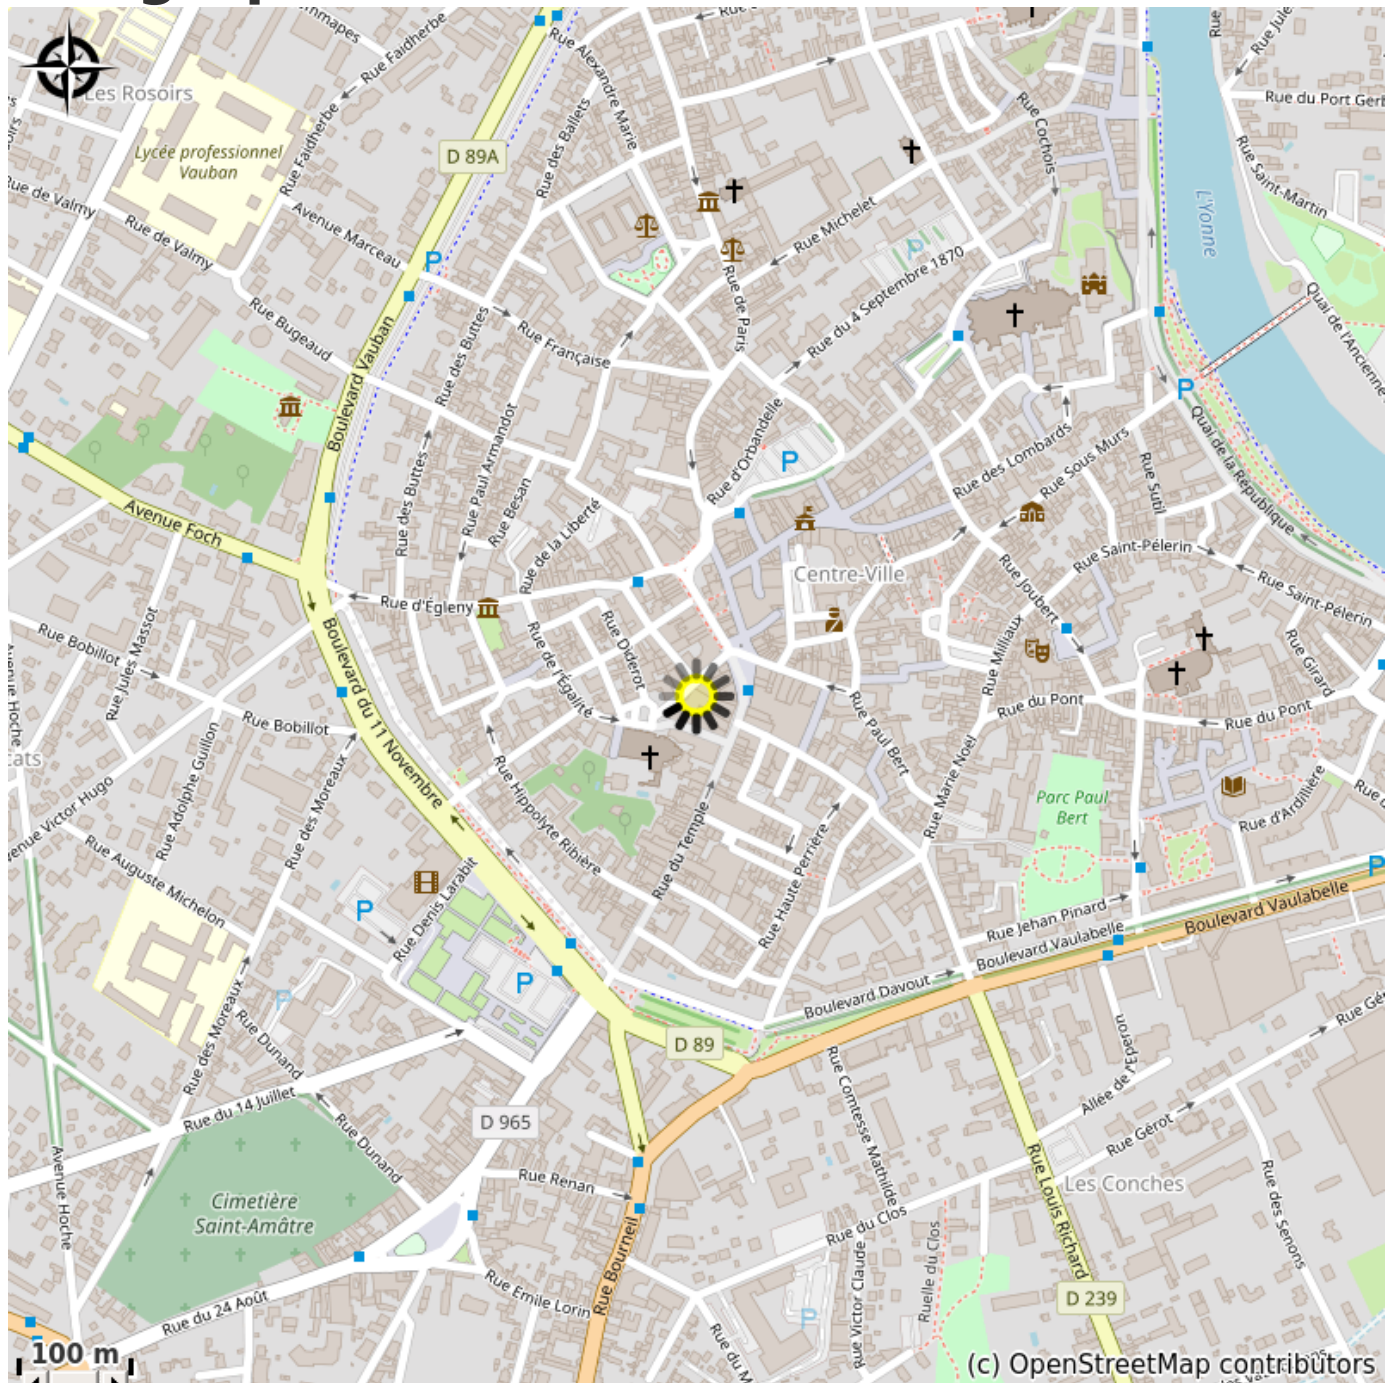 Rue Faidherbe
Rue Alexandre Marie
Les Rosoirs
Lycée professionnel
Vauban
D 89A
Rue Faidherbe
Rue des Ballets
Rue Cochois
Rue du Port Gerb
Rue de Valmy
Rue de Valmy
Avenue Marceau
Rue Michelet
Rue Saint-Martin
L'Yonne
P
P
Rue de Paris
Rue du 4 Septembre 1870
Quai de l'Ancienne
Rue Bugeaud
Boulevard Vauban
Rue des Buttes
Rue Française
P
Rue d'Orbandelle
Rue Paul Armandot
Rue des Buttes
Rue Besan
P
Rue des Lombards
Rue Sous Murs
Rue Sutil
Quai de la République
Avenue Foch
Rue de la Liberté
Centre-Ville
Rue Saint-Pélerin
Rue Saint-Pélerin
Rue Joubert
Rue d'Égleny
Rue Diderot
Rue de l'Égalité
Rue Bobillot
Rue Jules Massot
Boulevard du 11 Novembre
Rue Milliaux
Rue Girard
Avenue Hoche
Rue Bobillot
Rue Adolphe Guillon
Rue Paul Bert
Rue du Pont
Rue du Pont
Rue Marie Noël
Rue Hippolyte Ribière
Rue des Moreaux
Parc Paul
Bert
Rue d'Ardillière
Rue Auguste Michelon
Rue du Temple
Rue Haute Perrière
Rue Denis Larabit
P
P
P
P
Rue Jehan Pinard
Boulevard Vaulabelle
Boulevard Vaulabelle
Boulevard Davout
Rue des Moreaux
Rue Dunand
D 89
Rue Comtesse Mathilde
Allée de l'Éperon
Rue Gérot
Rue du 14 Juillet
Rue Dunand
D 965
Avenue Hoche
Cimetière
Saint-Amâtre
Rue Renan
Rue Louis Richard
Les Conches
Rue des Senons
Rue du Clos
Rue Bourneil
Rue Victor Claude
Ruelle du Clos
Rue Emile Lorin
Rue du 24 Août
P
D 239
100 m
(c) OpenStreetMap contributors